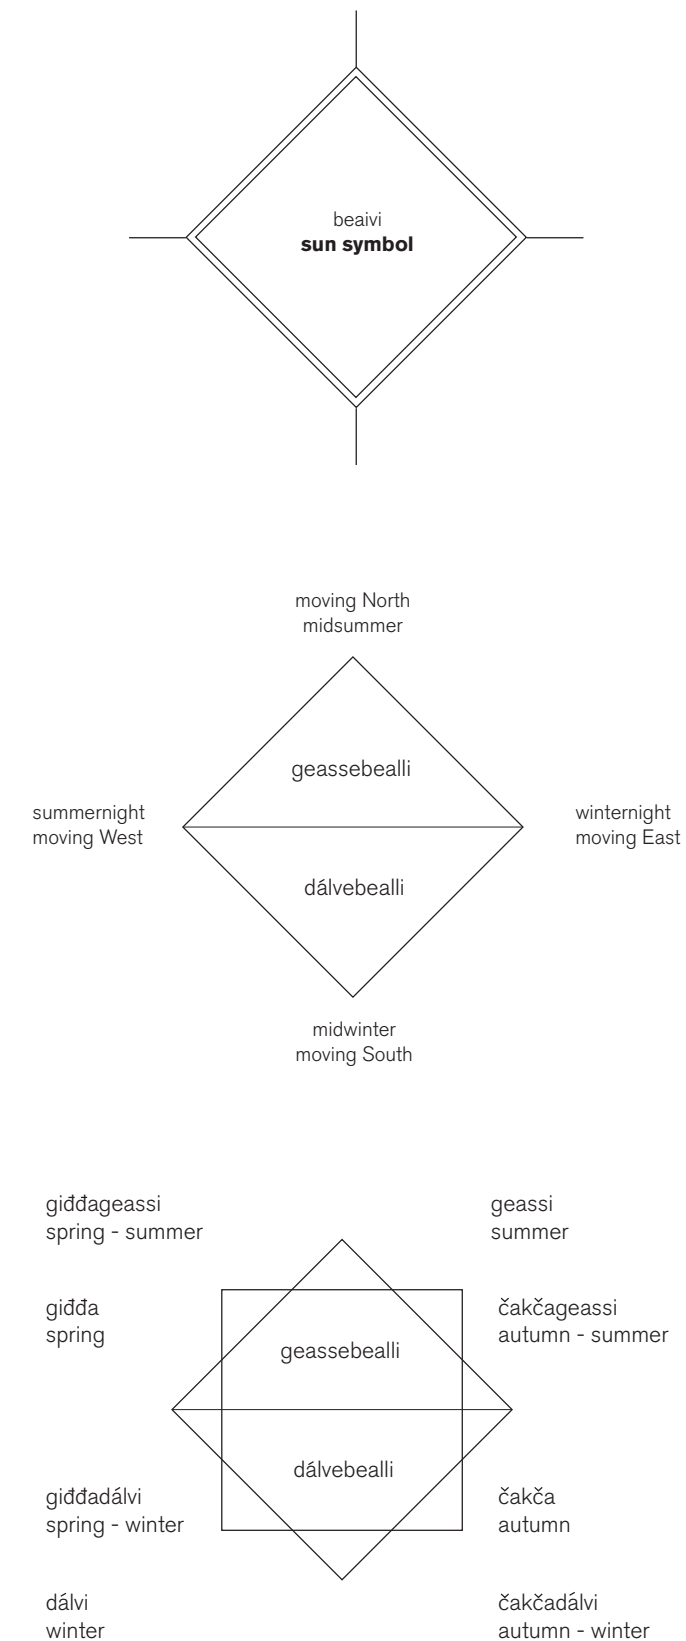 beaivi
sun symbol
moving North
midsummer
geassebealli
summernight
moving West
winternight
moving East
dálvebealli
midwinter
moving South
giđđageassi
spring - summer
geassi
summer
giđđa
spring
čakčageassi
autumn - summer
geassebealli
dálvebealli
giđđadálvi
spring - winter
čakča
autumn
dálvi
winter
čakčadálvi
autumn - winter